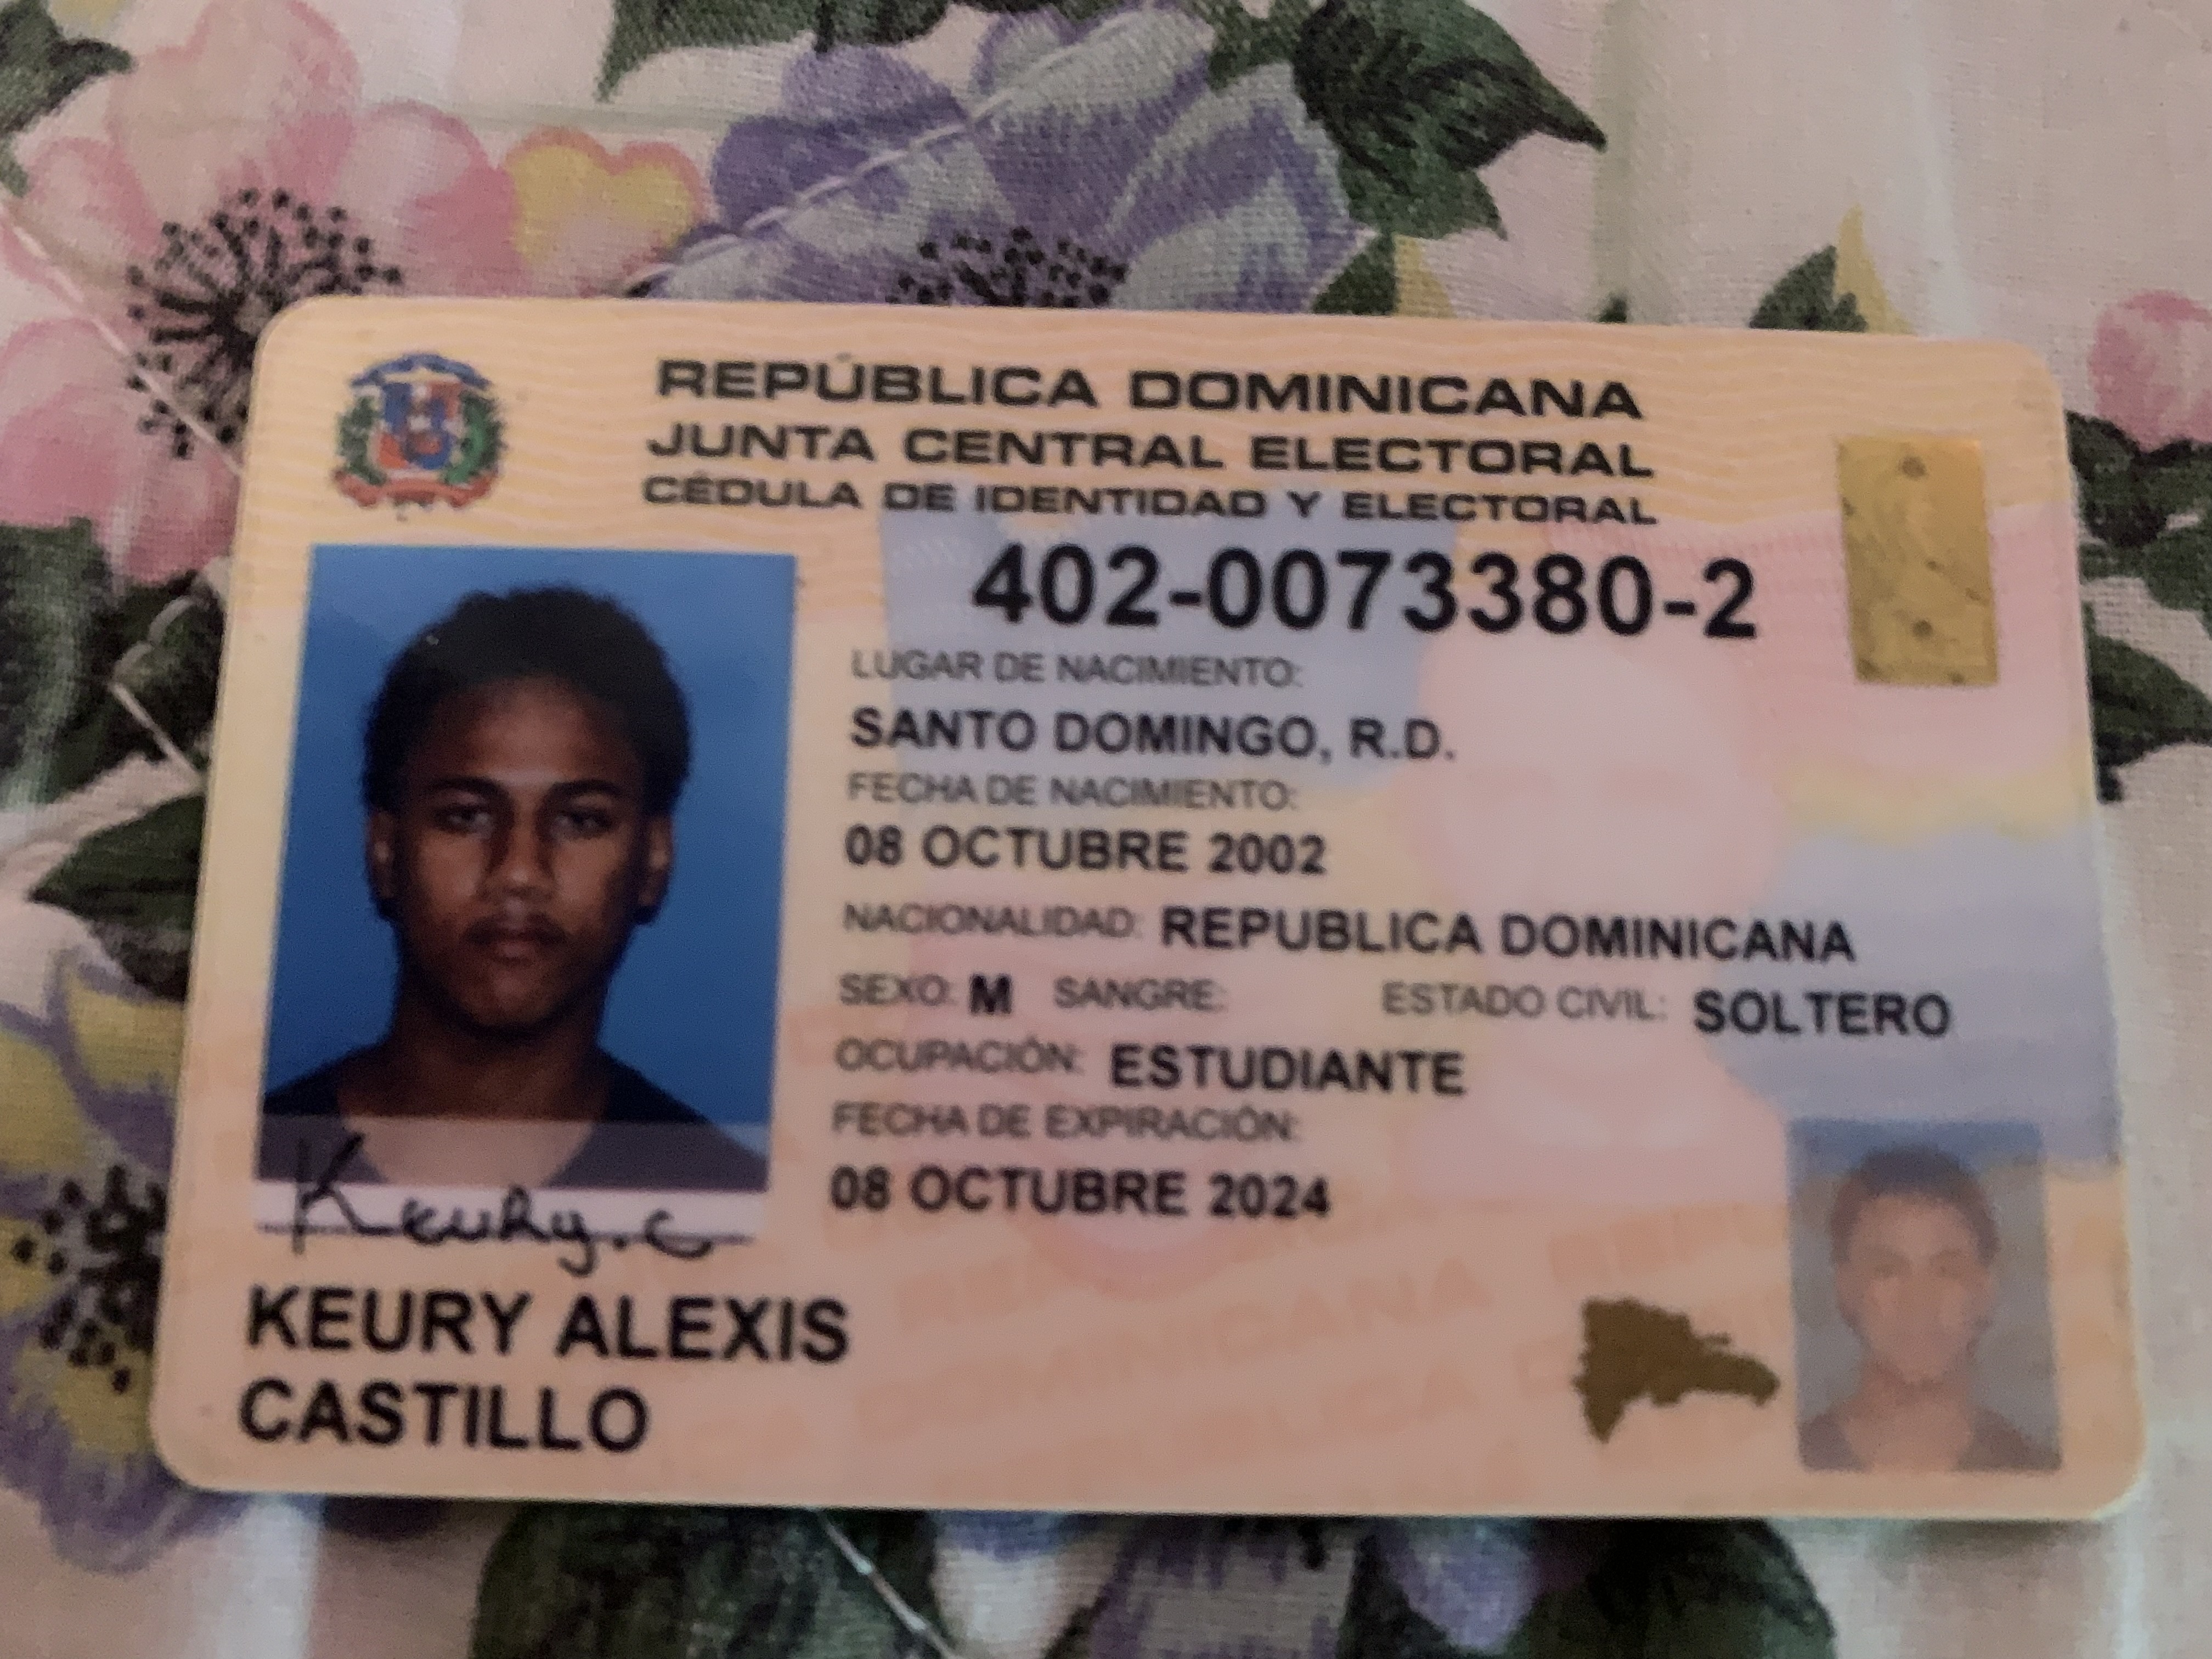 REPÚBLICA DOMINICANA
JUNTA CENTRAL ELECTORAL
CÉDULA DE IDENTIDAD Y ELECTORAL
402-0073380-2
LUGAR DE NACIMIENTO:
SANTO DOMINGO, R.D.
FECHA DE NACIMIENTO:
08 OCTUBRE 2002
NACIONALIDAD: REPUBLICA DOMINICANA
SEXO: M SANGRE: ESTADO CIVIL: SOLTERO
OCUPACIÓN: ESTUDIANTE
FECHA DE EXPIRACIÓN:
08 OCTUBRE 2024
Keury.C
KEURY ALEXIS
CASTILLO